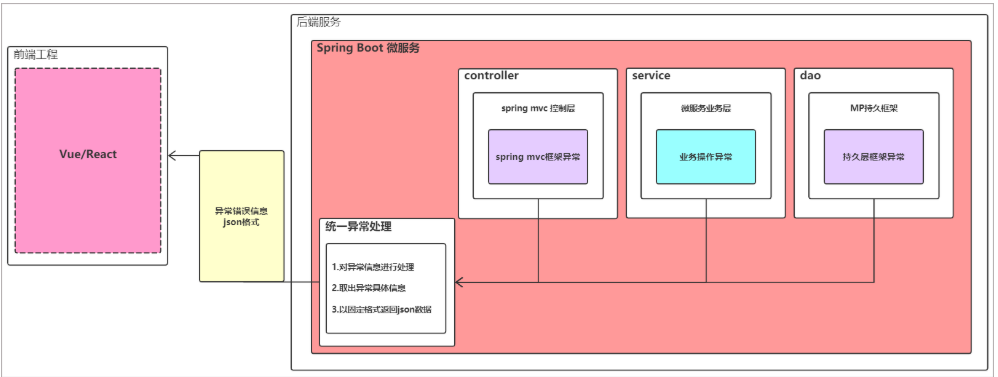 后端服务
前端工程
Spring Boot 微服务
controller
service
dao
spring mvc 控制层
微服务业务层
MP持久框架
Vue/React
spring mvc框架异常
业务操作异常
持久层框架异常
异常错误信息
json格式
统一异常处理
1.对异常信息进行处理
2.取出异常具体信息
3.以固定格式返回json数据